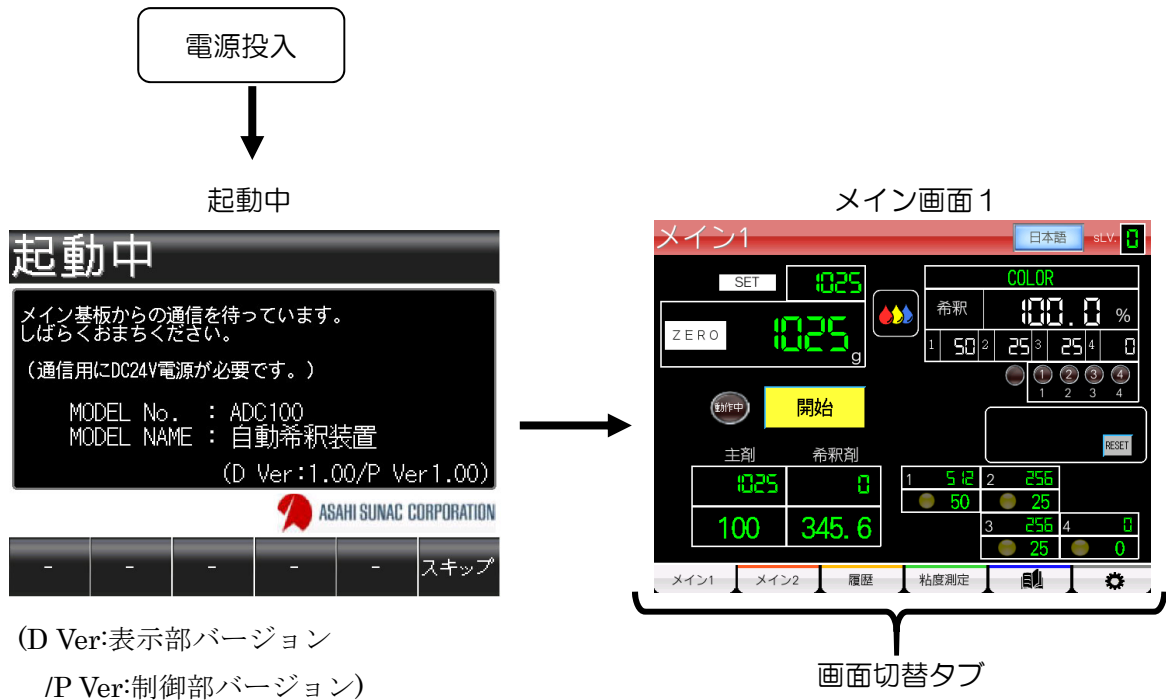 電源投入
起動中
起動中
メイン基板からの通信を待っています。
しばらくおまちください。
（通信用にDC24V電源が必要です。）
MODEL No. : ADC100
MODEL NAME : 自動希釈装置
(D Ver:1.00/P Ver1.00)
ASAHI SUNAC CORPORATION
- - - - - スキップ
(D Ver:表示部バージョン
/P Ver:制御部バージョン)
メイン画面１
メイン1 日本語 sLV. 0
SET 1025 COLOR
ZERO 1025 g 希釈 100.0 %
1 50 2 25 3 25 4 0
1 2 3 4
1 2 3 4
動作中 開始
RESET
主剤 希釈剤
1025 0 1 512 2 256
50 25
100 345.6 3 256 4 0
25 0
メイン1 メイン2 履歴 粘度測定
画面切替タブ